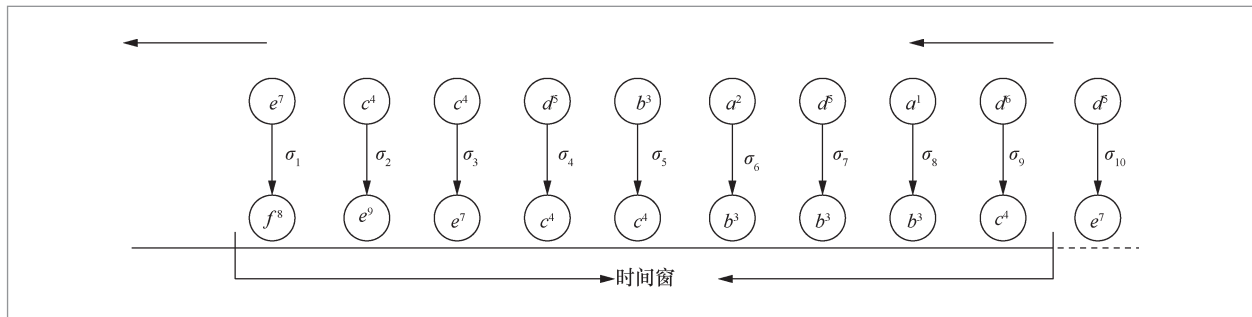 e⁷ c⁴ c⁴ d⁵ b³ a² d⁵ a¹ d⁶ d⁵
σ₁ σ₂ σ₃ σ₄ σ₅ σ₆ σ₇ σ₈ σ₉ σ₁₀
f⁸ e⁹ e⁷ c⁴ c⁴ b³ b³ b³ c⁴ e⁷
时间窗